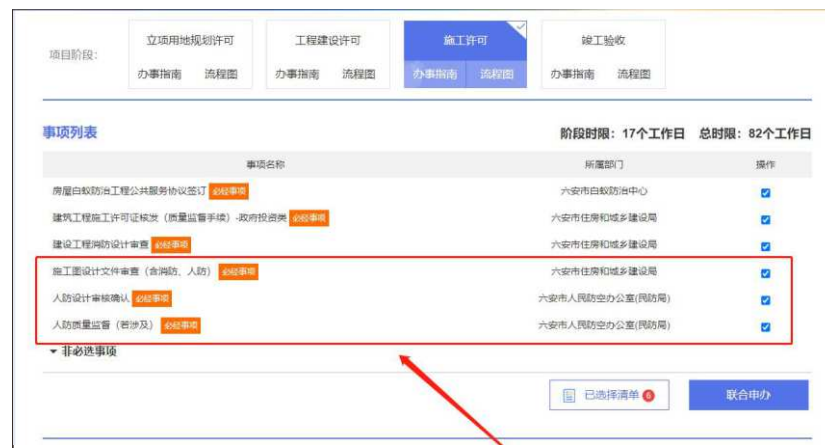 项目阶段:
立项用地规划许可 工程建设许可 施工许可 竣工验收
办事指南 流程图 办事指南 流程图 办事指南 流程图 办事指南 流程图
事项列表 阶段时限：17个工作日 总时限：82个工作日
事项名称 所属部门 操作
房屋白蚁防治工程公共服务协议签订 必经事项 六安市白蚁防治中心
建筑工程施工许可证核发（质量监督手续）-政府投资类 必经事项 六安市住房和城乡建设局
建设工程消防设计审查 必经事项 六安市住房和城乡建设局
施工图设计文件审查（含消防、人防） 必经事项 六安市住房和城乡建设局
人防设计审核确认 必经事项 六安市人民防空办公室(民防局)
人防质量监督（若涉及） 必经事项 六安市人民防空办公室(民防局)
非必选事项
已选择清单 6 联合申办